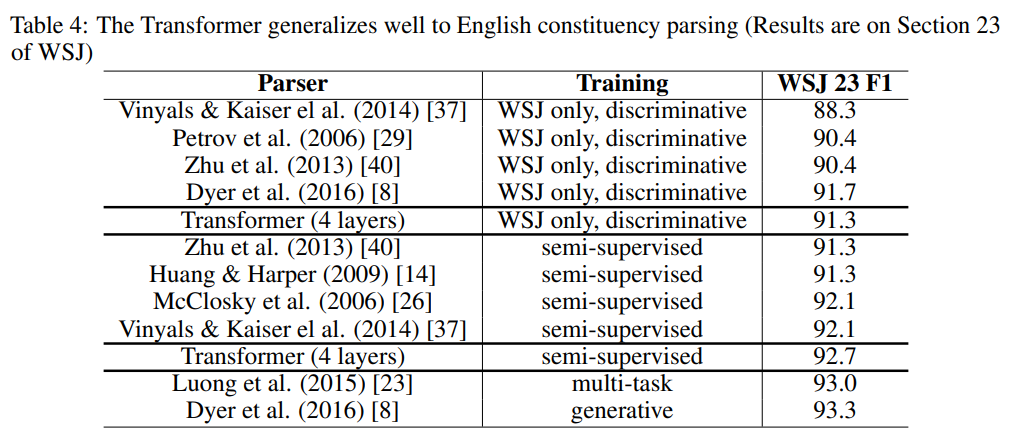 Table 4: The Transformer generalizes well to English constituency parsing (Results are on Section 23
of WSJ)
Parser Training WSJ 23 F1
Vinyals & Kaiser el al. (2014) [37] WSJ only, discriminative 88.3
Petrov et al. (2006) [29] WSJ only, discriminative 90.4
Zhu et al. (2013) [40] WSJ only, discriminative 90.4
Dyer et al. (2016) [8] WSJ only, discriminative 91.7
Transformer (4 layers) WSJ only, discriminative 91.3
Zhu et al. (2013) [40] semi-supervised 91.3
Huang & Harper (2009) [14] semi-supervised 91.3
McClosky et al. (2006) [26] semi-supervised 92.1
Vinyals & Kaiser el al. (2014) [37] semi-supervised 92.1
Transformer (4 layers) semi-supervised 92.7
Luong et al. (2015) [23] multi-task 93.0
Dyer et al. (2016) [8] generative 93.3